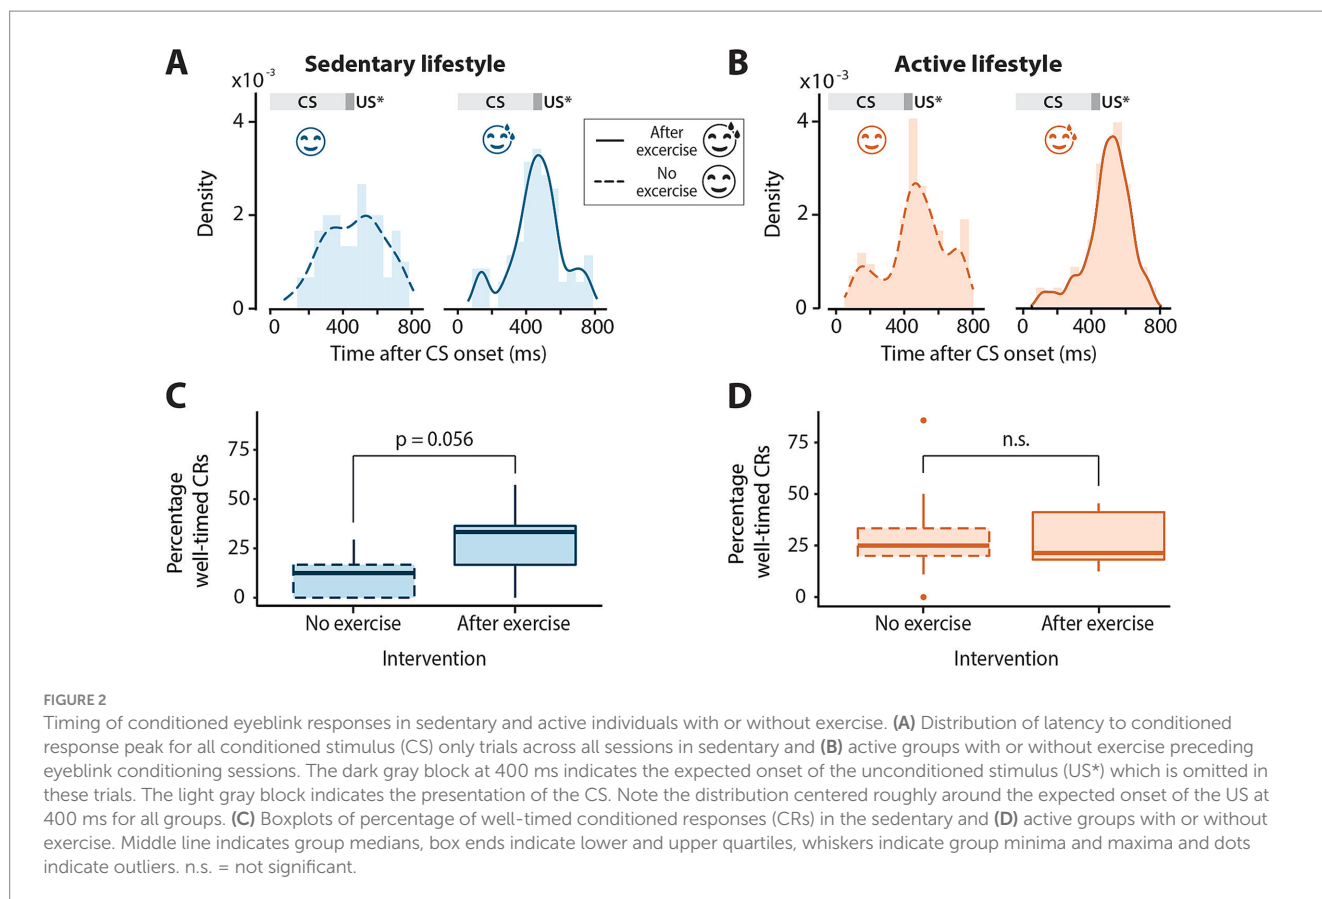 A
Sedentary lifestyle
x10⁻³
CS
US*
CS
US*
4
2
0
Density
0
400
800
0
400
800
Time after CS onset (ms)
After
excercise
No
exercise
B
Active lifestyle
x10⁻³
CS
US*
CS
US*
4
2
0
Density
0
400
800
0
400
800
Time after CS onset (ms)
C
75
50
25
0
Percentage
well-timed CRs
p = 0.056
No exercise
After exercise
Intervention
D
75
50
25
0
Percentage
well-timed CRs
n.s.
No exercise
After exercise
Intervention
FIGURE 2
Timing of conditioned eyeblink responses in sedentary and active individuals with or without exercise. (A) Distribution of latency to conditioned
response peak for all conditioned stimulus (CS) only trials across all sessions in sedentary and (B) active groups with or without exercise preceding
eyeblink conditioning sessions. The dark gray block at 400 ms indicates the expected onset of the unconditioned stimulus (US*) which is omitted in
these trials. The light gray block indicates the presentation of the CS. Note the distribution centered roughly around the expected onset of the US at
400 ms for all groups. (C) Boxplots of percentage of well-timed conditioned responses (CRs) in the sedentary and (D) active groups with or without
exercise. Middle line indicates group medians, box ends indicate lower and upper quartiles, whiskers indicate group minima and maxima and dots
indicate outliers. n.s. = not significant.